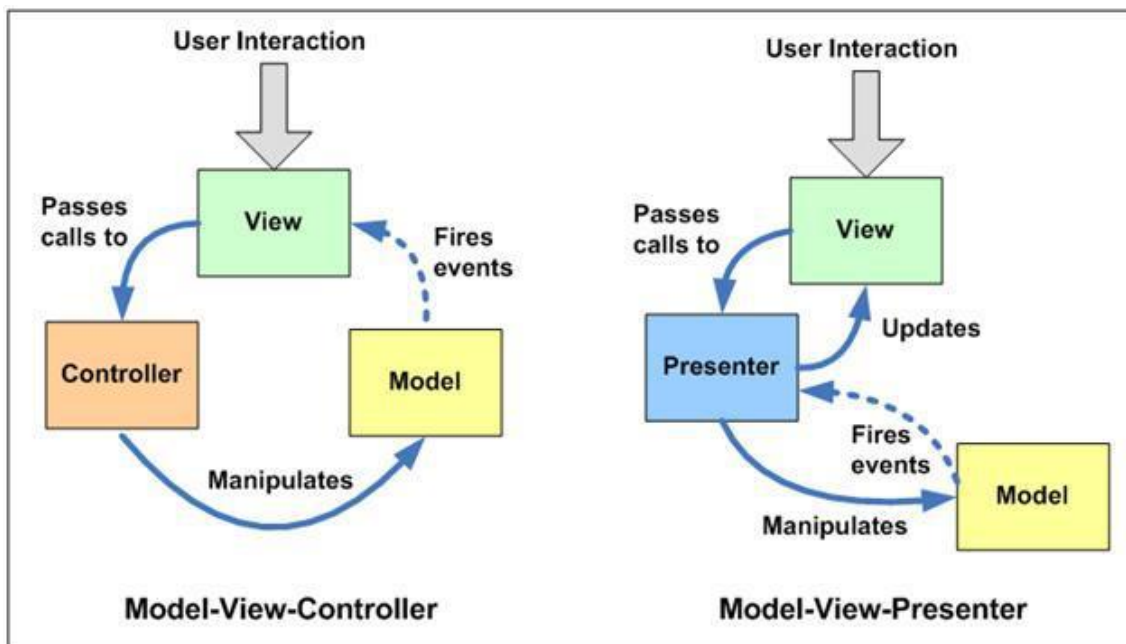 User Interaction
View
Passes
calls to
Fires
events
Controller
Model
Manipulates
Model-View-Controller
User Interaction
View
Passes
calls to
Updates
Presenter
Fires
events
Model
Manipulates
Model-View-Presenter